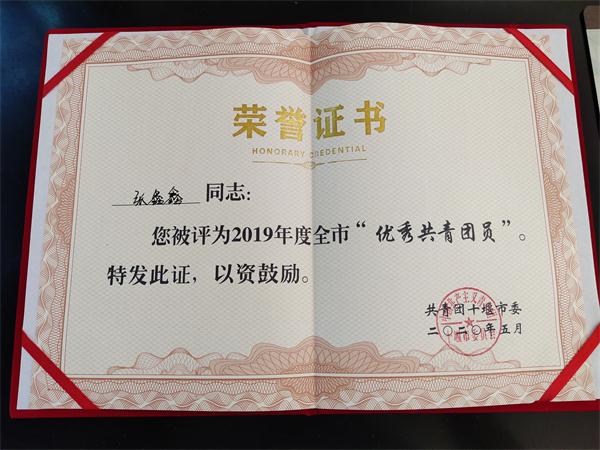 荣誉证书
HONORARY CREDENTIAL
张鑫鑫 同志:
您被评为2019年度全市“优秀共青团员”。
特发此证，以资鼓励。
共青团十堰市委
二〇二〇年五月